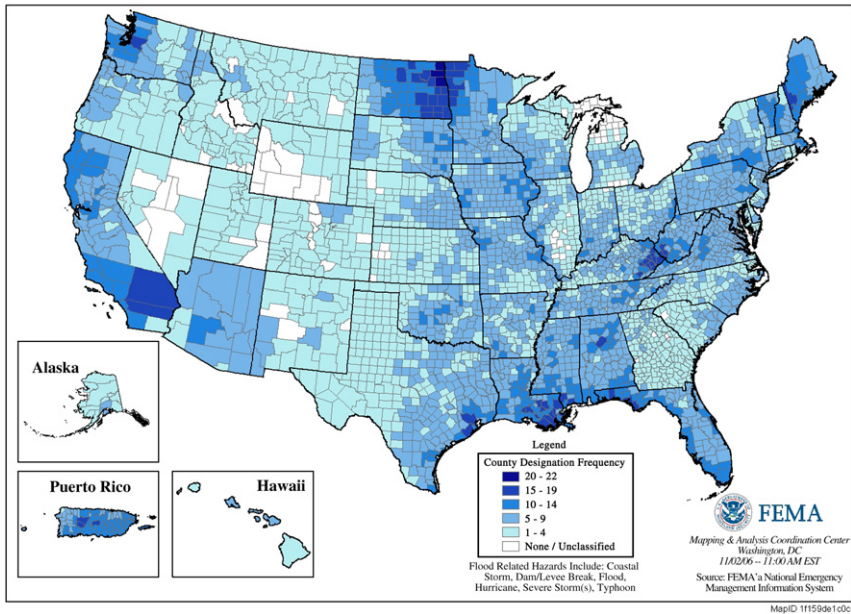 Alaska
Puerto Rico
Hawaii
Legend
County Designation Frequency
20 - 22
15 - 19
10 - 14
5 - 9
1 - 4
None / Unclassified
Flood Related Hazards Include: Coastal
Storm, Dam/Levee Break, Flood,
Hurricane, Severe Storm(s), Typhoon
FEMA
Mapping & Analysis Coordination Center
Washington, DC
11/02/06 -- 11:00 AM EST
Source: FEMA'a National Emergency
Management Information System
MapID 1f159de1c0c